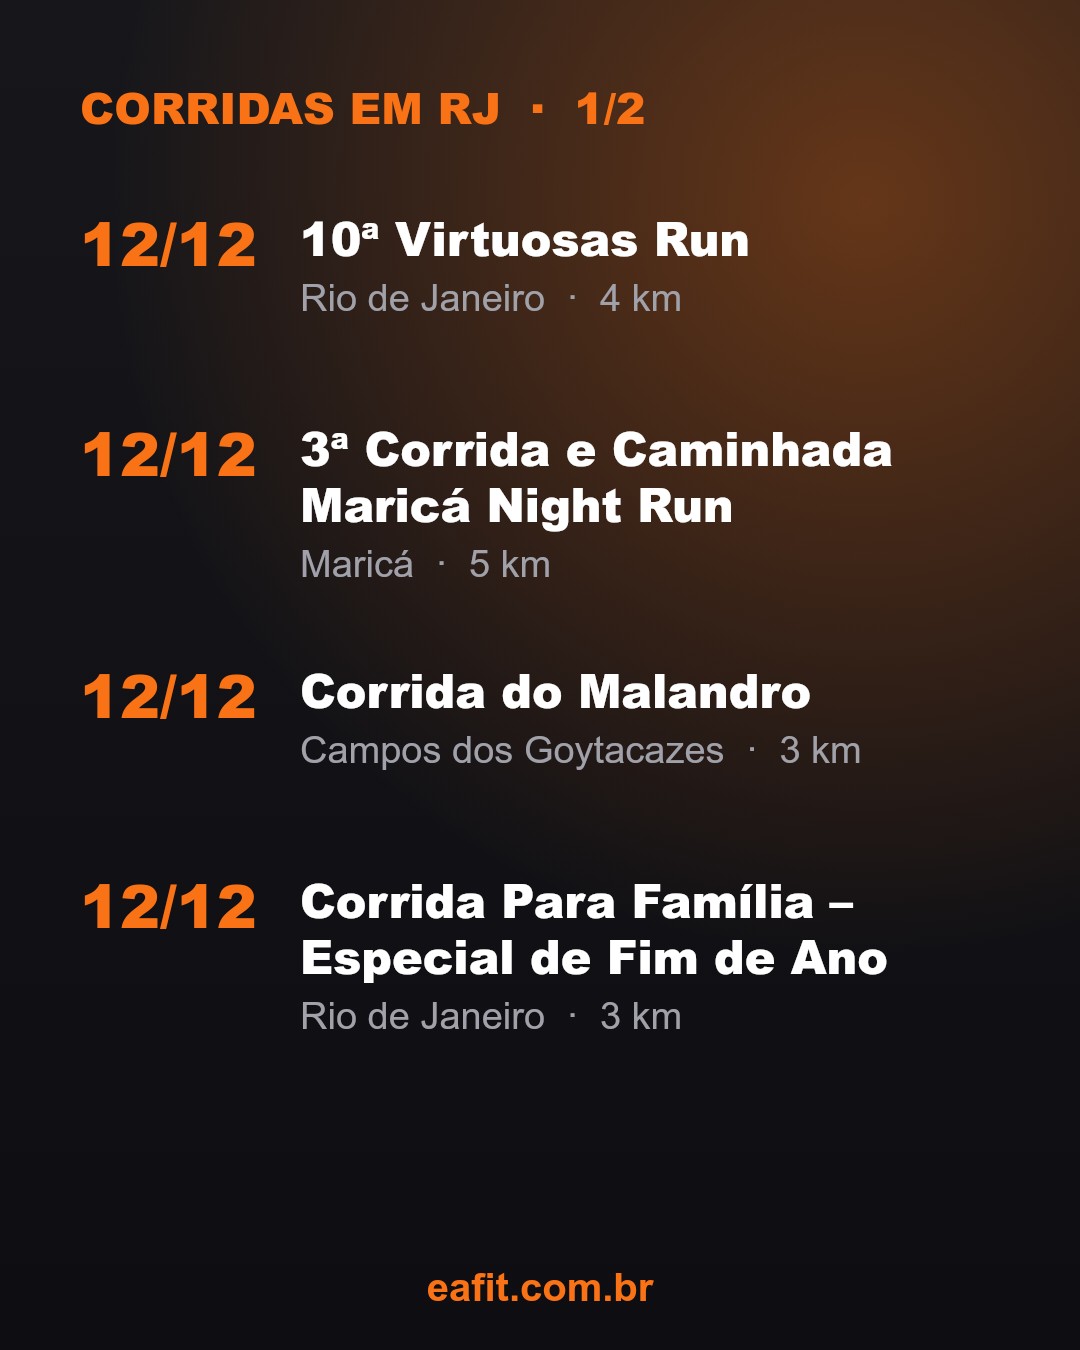 CORRIDAS EM RJ · 1/2
12/12 10ª Virtuosas Run
Rio de Janeiro · 4 km
12/12 3ª Corrida e Caminhada
Maricá Night Run
Maricá · 5 km
12/12 Corrida do Malandro
Campos dos Goytacazes · 3 km
12/12 Corrida Para Família –
Especial de Fim de Ano
Rio de Janeiro · 3 km
eafit.com.br